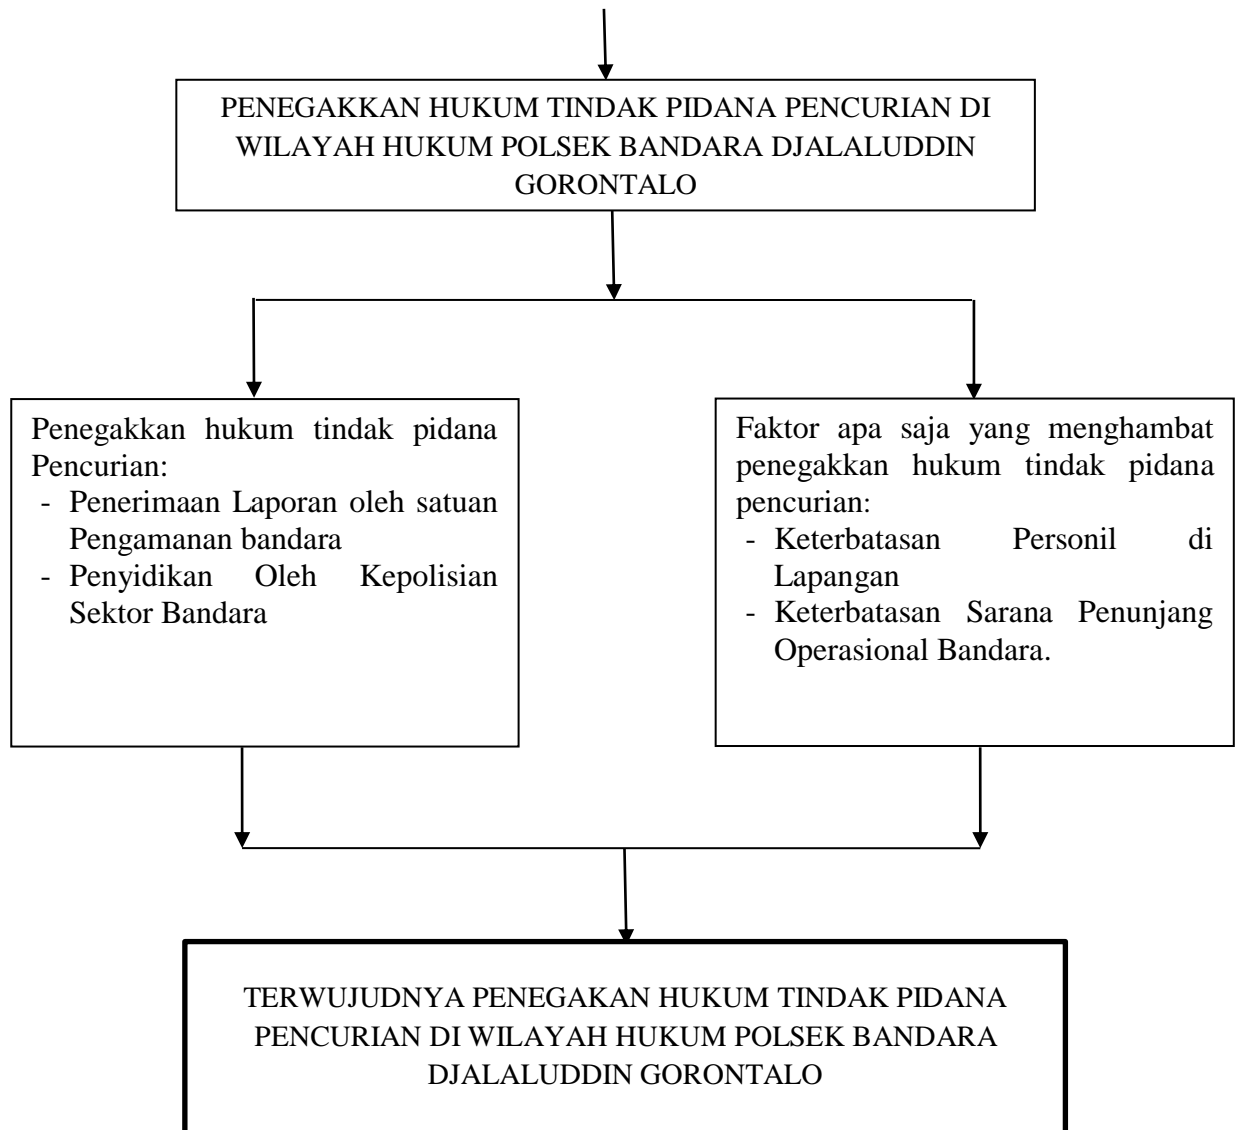 PENEGAKKAN HUKUM TINDAK PIDANA PENCURIAN DI
WILAYAH HUKUM POLSEK BANDARA DJALALUDDIN
GORONTALO
Penegakkan hukum tindak pidana
Pencurian:
- Penerimaan Laporan oleh satuan
Pengamanan bandara
- Penyidikan Oleh Kepolisian
Sektor Bandara
Faktor apa saja yang menghambat
penegakkan hukum tindak pidana
pencurian:
- Keterbatasan Personil di
Lapangan
- Keterbatasan Sarana Penunjang
Operasional Bandara.
TERWUJUDNYA PENEGAKAN HUKUM TINDAK PIDANA
PENCURIAN DI WILAYAH HUKUM POLSEK BANDARA
DJALALUDDIN GORONTALO